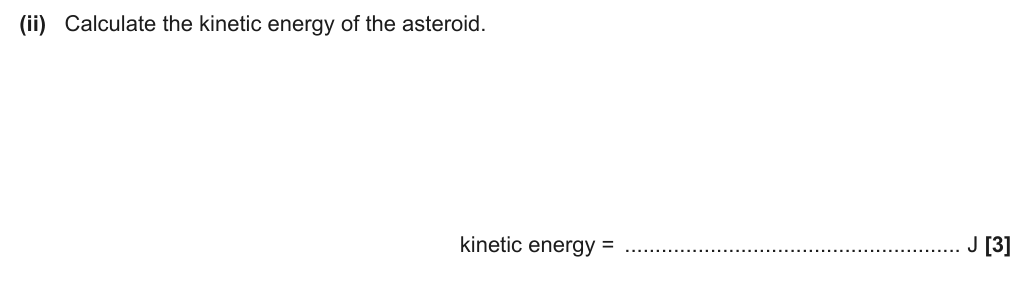 (ii) Calculate the kinetic energy of the asteroid.
kinetic energy = ....................................................... J [3]